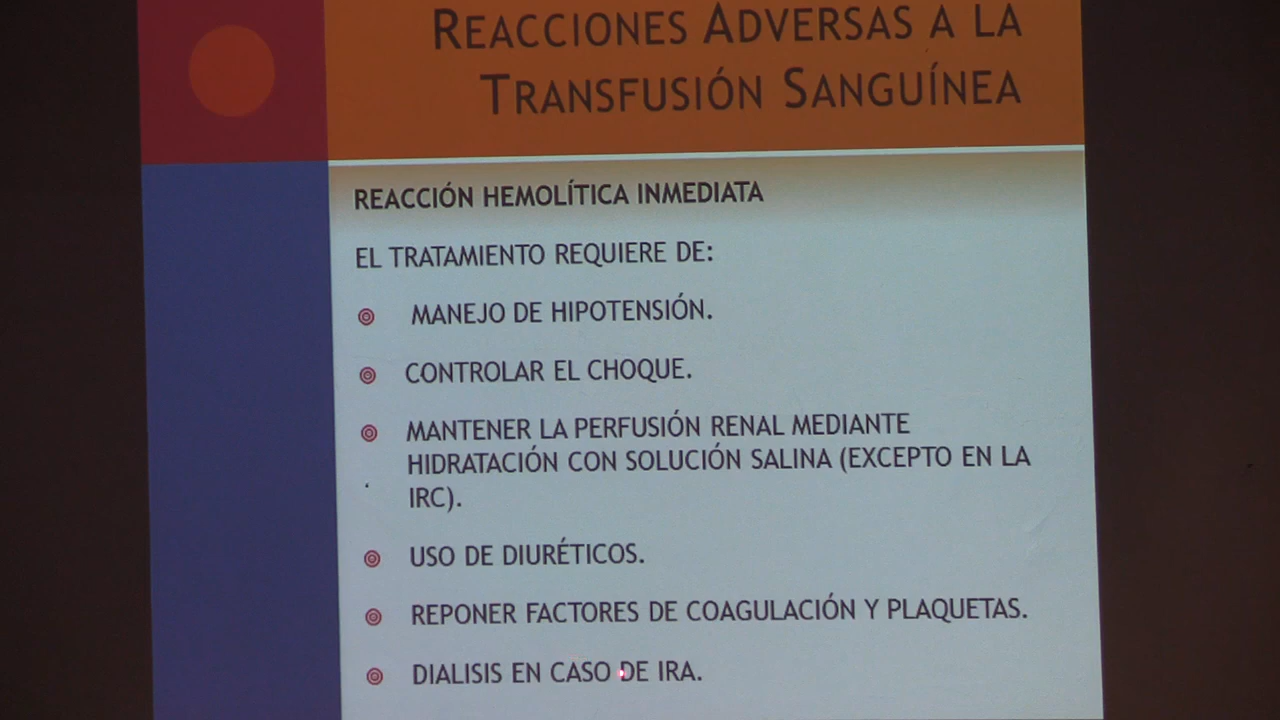 REACCIONES ADVERSAS A LA
TRANSFUSIÓN SANGUÍNEA
REACCIÓN HEMOLÍTICA INMEDIATA
EL TRATAMIENTO REQUIERE DE:
MANEJO DE HIPOTENSIÓN.
CONTROLAR EL CHOQUE.
MANTENER LA PERFUSIÓN RENAL MEDIANTE
HIDRATACIÓN CON SOLUCIÓN SALINA (EXCEPTO EN LA
IRC).
USO DE DIURÉTICOS.
REPONER FACTORES DE COAGULACIÓN Y PLAQUETAS.
DIALISIS EN CASO DE IRA.